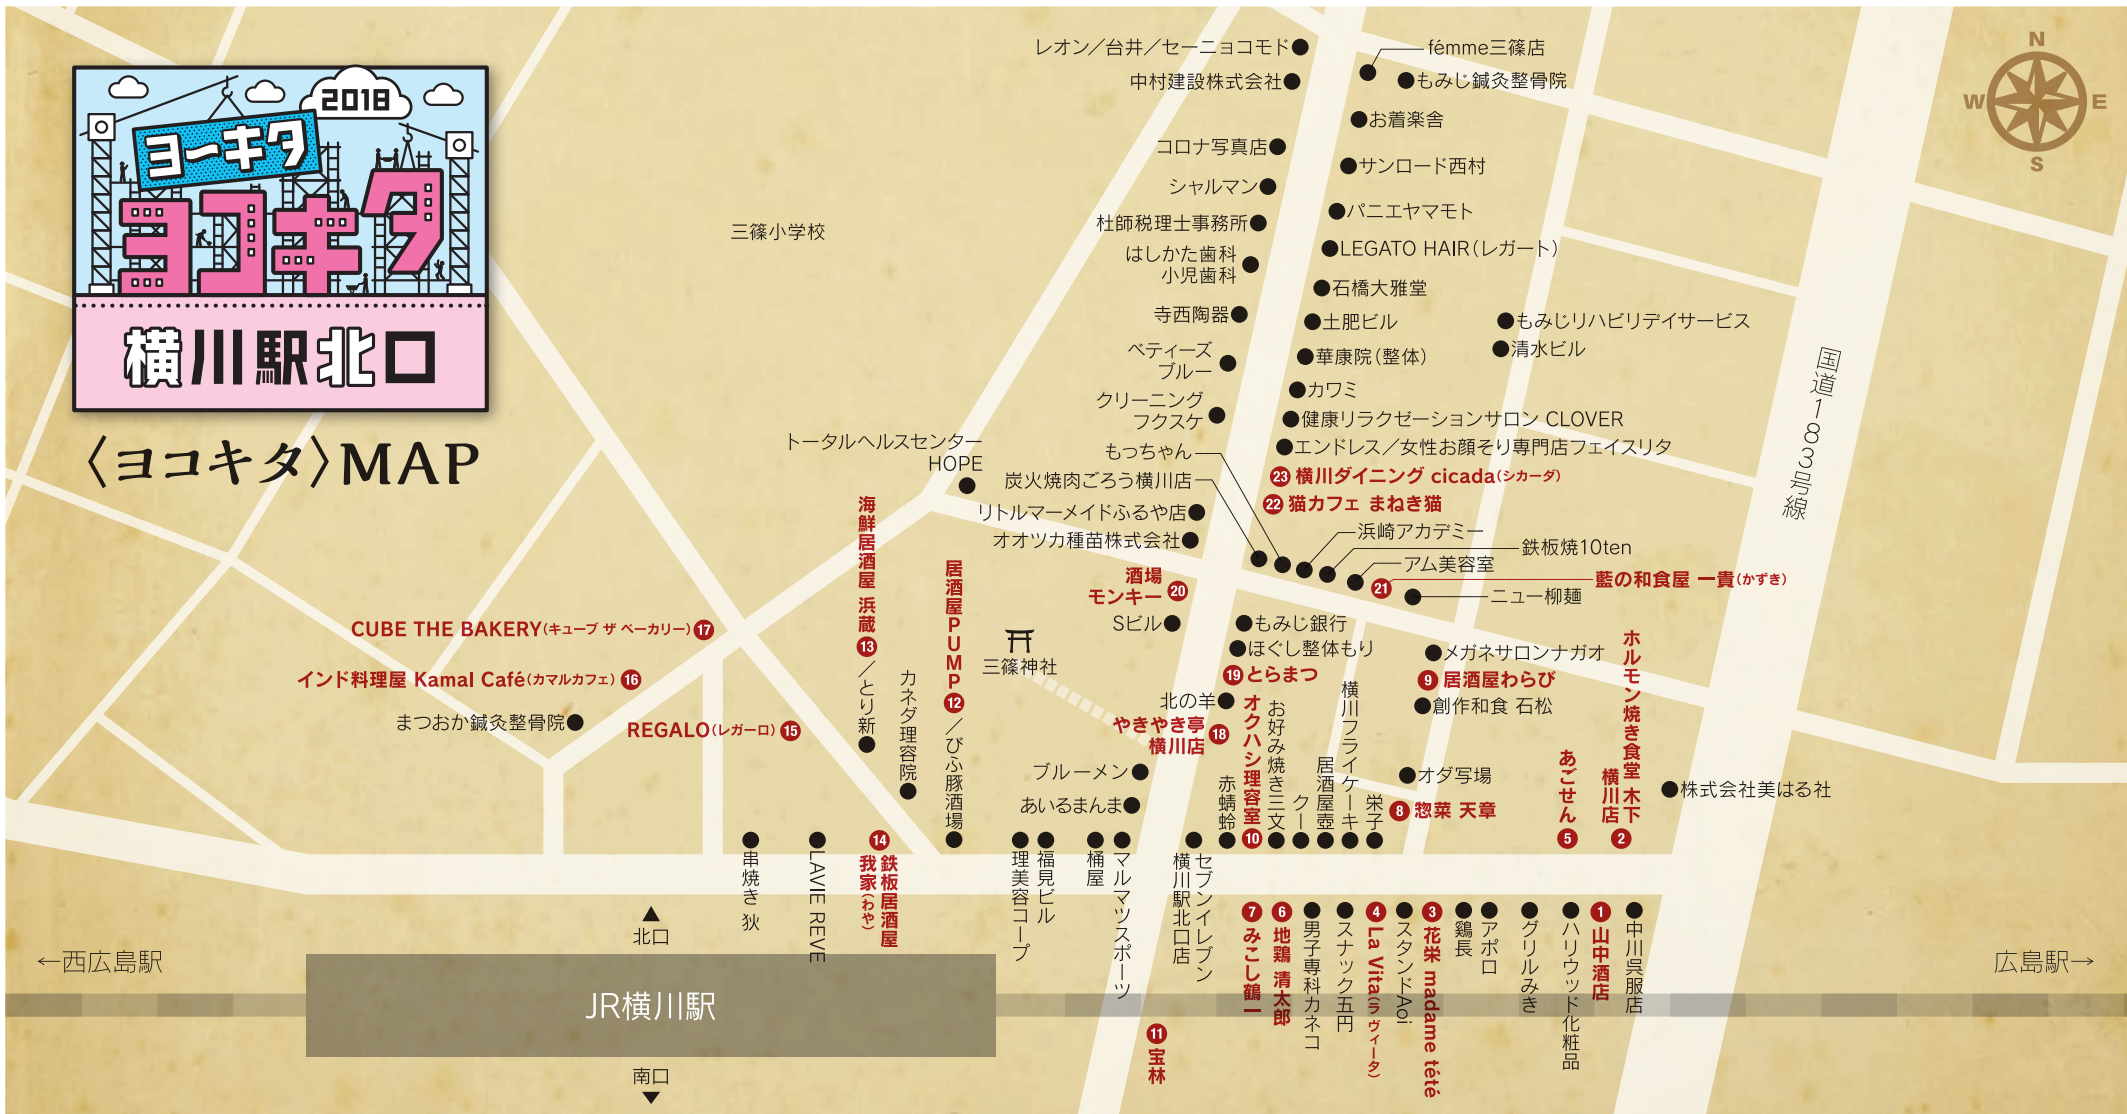 2018
ヨーキタ
ヨコキタ
横川駅北口
〈ヨコキタ〉MAP
N
W E
S
レオン／台井／セーニョコモド
fémme三篠店
中村建設株式会社
もみじ鍼灸整骨院
お着楽舎
コロナ写真店
サンロード西村
シャルマン
パニエヤマモト
三篠小学校
杜師税理士事務所
LEGATO HAIR(レガート)
はしかた歯科
小児歯科
石橋大雅堂
寺西陶器
土肥ビル
もみじリハビリデイサービス
清水ビル
国道183号線
ベティーズ
ブルー
華康院(整体)
カワミ
クリーニング
フクスケ
健康リラクゼーションサロン CLOVER
エンドレス／女性お顔そり専門店フェイスリタ
トータルヘルスセンター
HOPE
もっちゃん
炭火焼肉ごろう横川店
23 横川ダイニング cicada(シカーダ)
22 猫カフェ まねき猫
リトルマーメイドふるや店
オオツカ種苗株式会社
浜崎アカデミー
鉄板焼10ten
アム美容室
21 藍の和食屋 一貴(かずき)
ニュー柳麺
酒場
モンキー 20
Sビル
もみじ銀行
ほぐし整体もり
19 とらまつ
メガネサロンナガオ
9 居酒屋わらび
創作和食 石松
北の羊
やきやき亭
横川店 18
三篠神社
CUBE THE BAKERY(キューブ ザ ベーカリー) 17
インド料理屋 Kamal Café(カマルカフェ) 16
まつおか鍼灸整骨院
REGALO(レガーロ) 15
海鮮居酒屋 浜蔵 13 ／とり新
カネダ理容院
居酒屋PUMP 12 ／びふ豚酒場
ブルーメン
あいるまんま
赤蜻蛉
オクハシ理容室 10
お好み焼き三文
クー
居酒屋壺
横川フライケーキ
栄子
オダ写場
8 惣菜 天章
あごせん 5
ホルモン焼き食堂 木下
横川店 2
株式会社美はる社
串焼き 狄
LAVIE REVE
14 鉄板居酒屋
我家(わや)
理美容コープ
福見ビル
桶屋
マルマツスポーツ
セブンイレブン
横川駅北口店
7 みこし鶴一
6 地鶏 清太郎
男子専科カネコ
スナック五円
4 La Vita(ラ ヴィータ)
スタンドAoi
3 花栄 madame tété
鷄長
アポロ
グリルみき
ハリウッド化粧品
1 山中酒店
中川呉服店
11 宝林
▲
北口
←西広島駅
JR横川駅
広島駅→
南口
▼